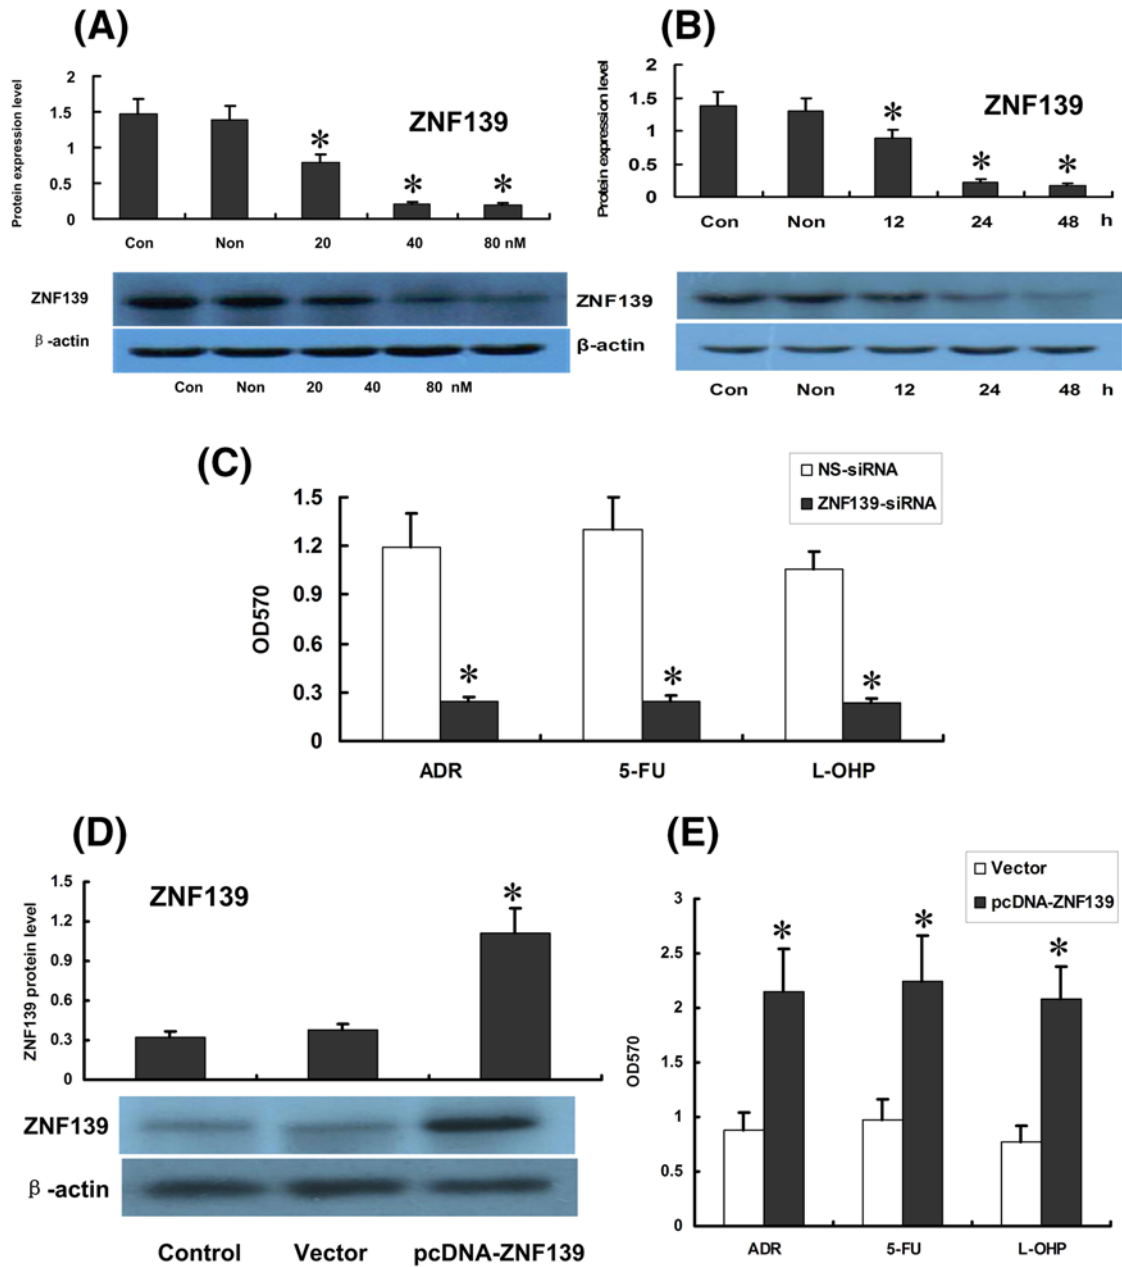 (A)
Protein expression level
2
1.5
1
0.5
0
ZNF139
* * *
Con Non 20 40 80 nM
ZNF139
β-actin
Con Non 20 40 80 nM
(B)
Protein expression level
2
1.5
1
0.5
0
ZNF139
* * *
Con Non 12 24 48 h
ZNF139
β-actin
Con Non 12 24 48 h
(C)
NS-siRNA
ZNF139-siRNA
OD570
1.5
1.2
0.9
0.6
0.3
0
* * *
ADR 5-FU L-OHP
(D)
ZNF139 protein level
1.5
1.2
0.9
0.6
0.3
0
ZNF139
*
ZNF139
β-actin
Control Vector pcDNA-ZNF139
(E)
Vector
pcDNA-ZNF139
OD570
3
2.5
2
1.5
1
0.5
0
* * *
ADR 5-FU L-OHP